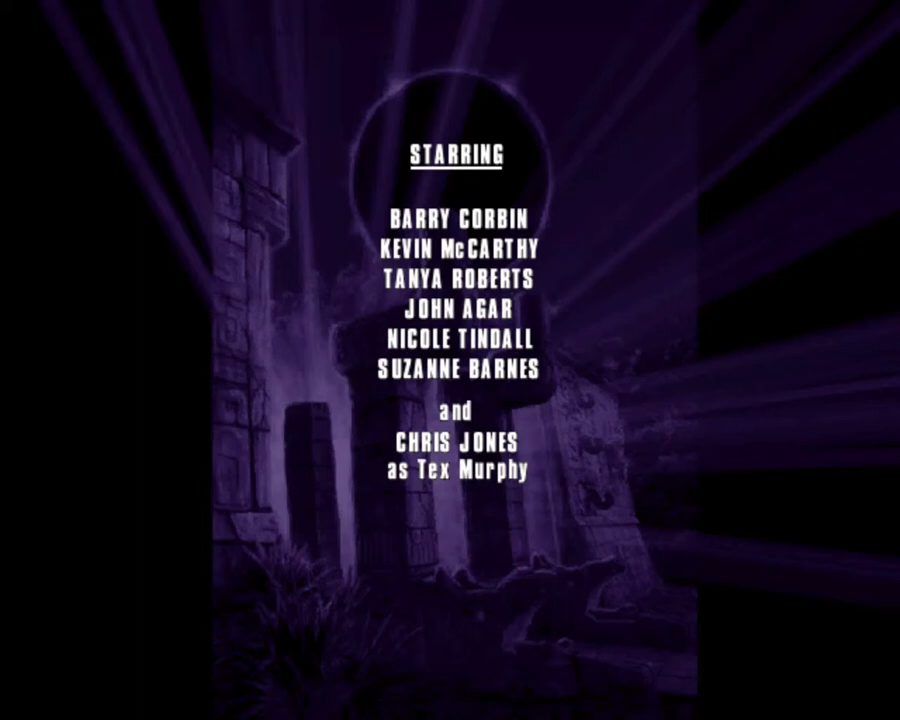 STARRING
BARRY CORBIN
KEVIN McCARTHY
TANYA ROBERTS
JOHN AGAR
NICOLE TINDALL
SUZANNE BARNES
and
CHRIS JONES
as Tex Murphy